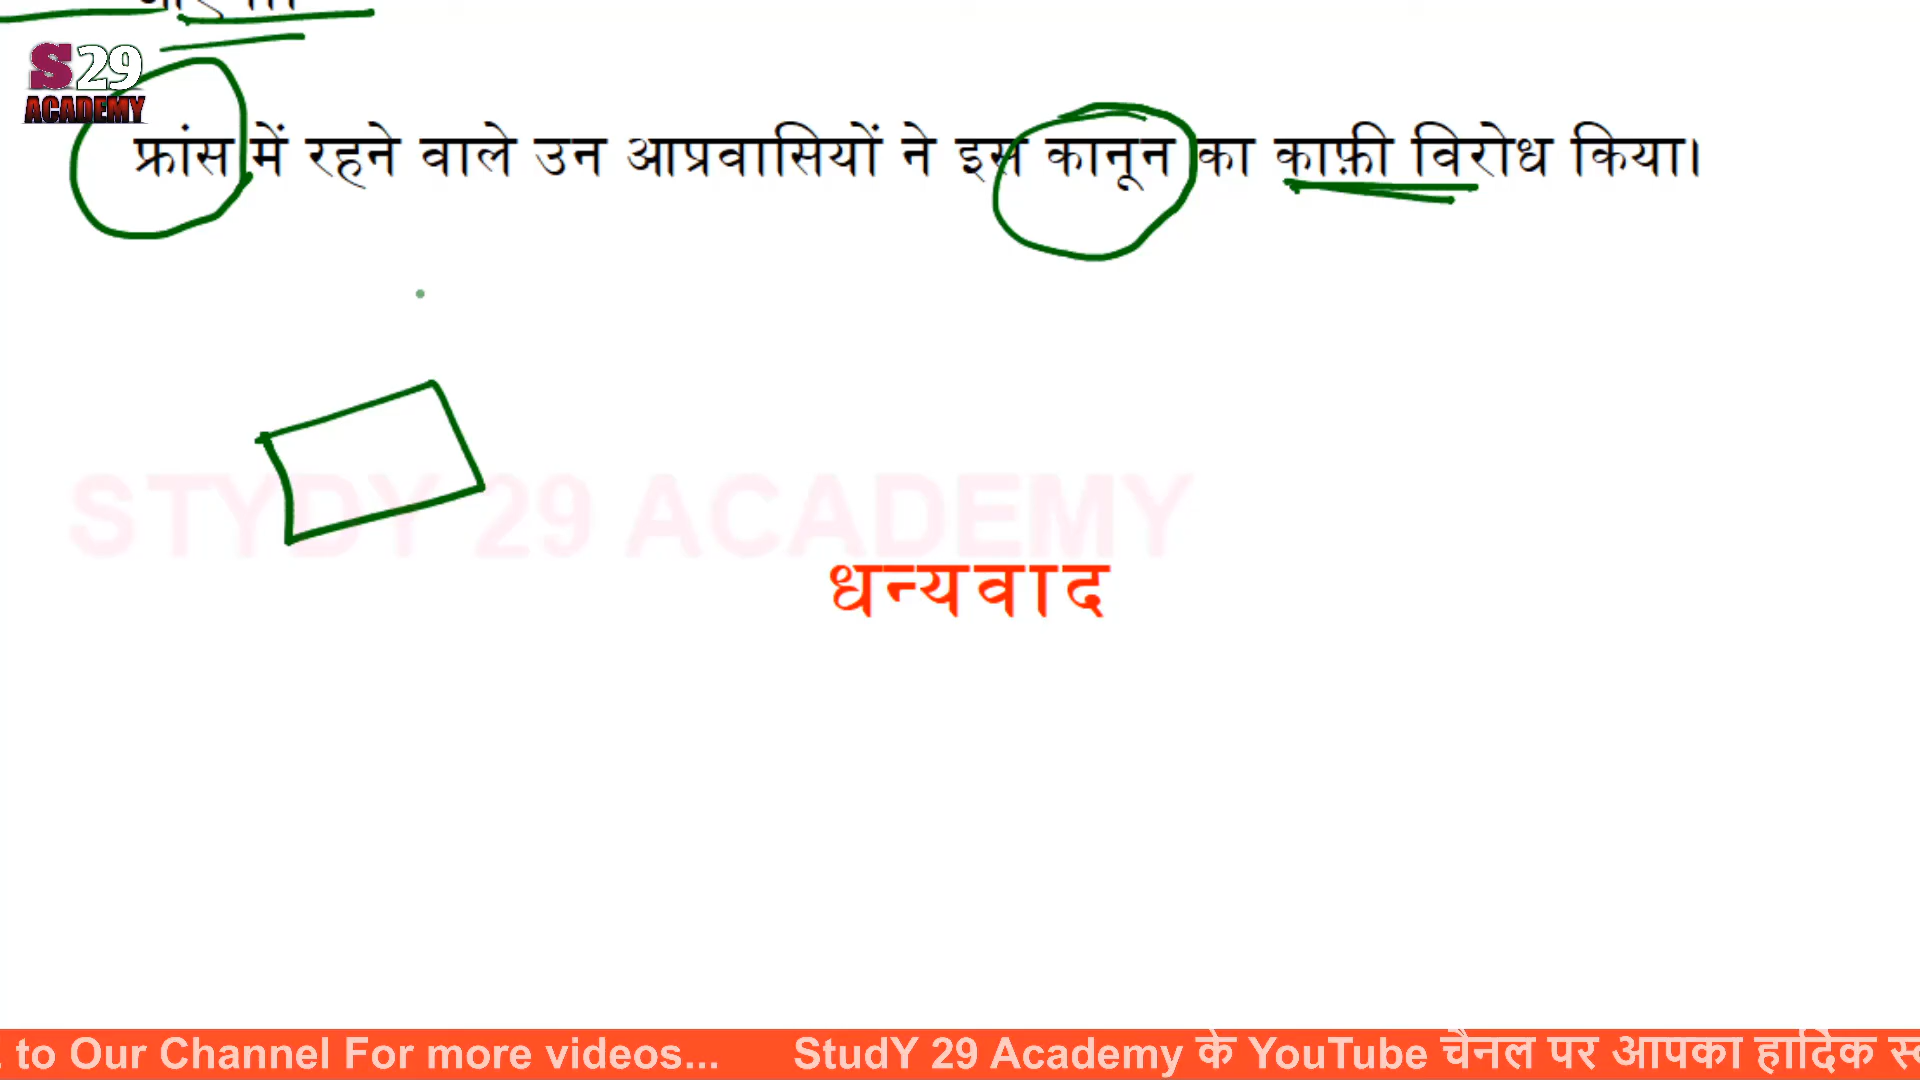 S29
ACADEMY
फ्रांस में रहने वाले उन आप्रवासियों ने इस कानून का काफ़ी विरोध किया।
STYDY 29 ACADEMY
धन्यवाद
to Our Channel For more videos... StudY 29 Academy के YouTube चैनल पर आपका हार्दिक